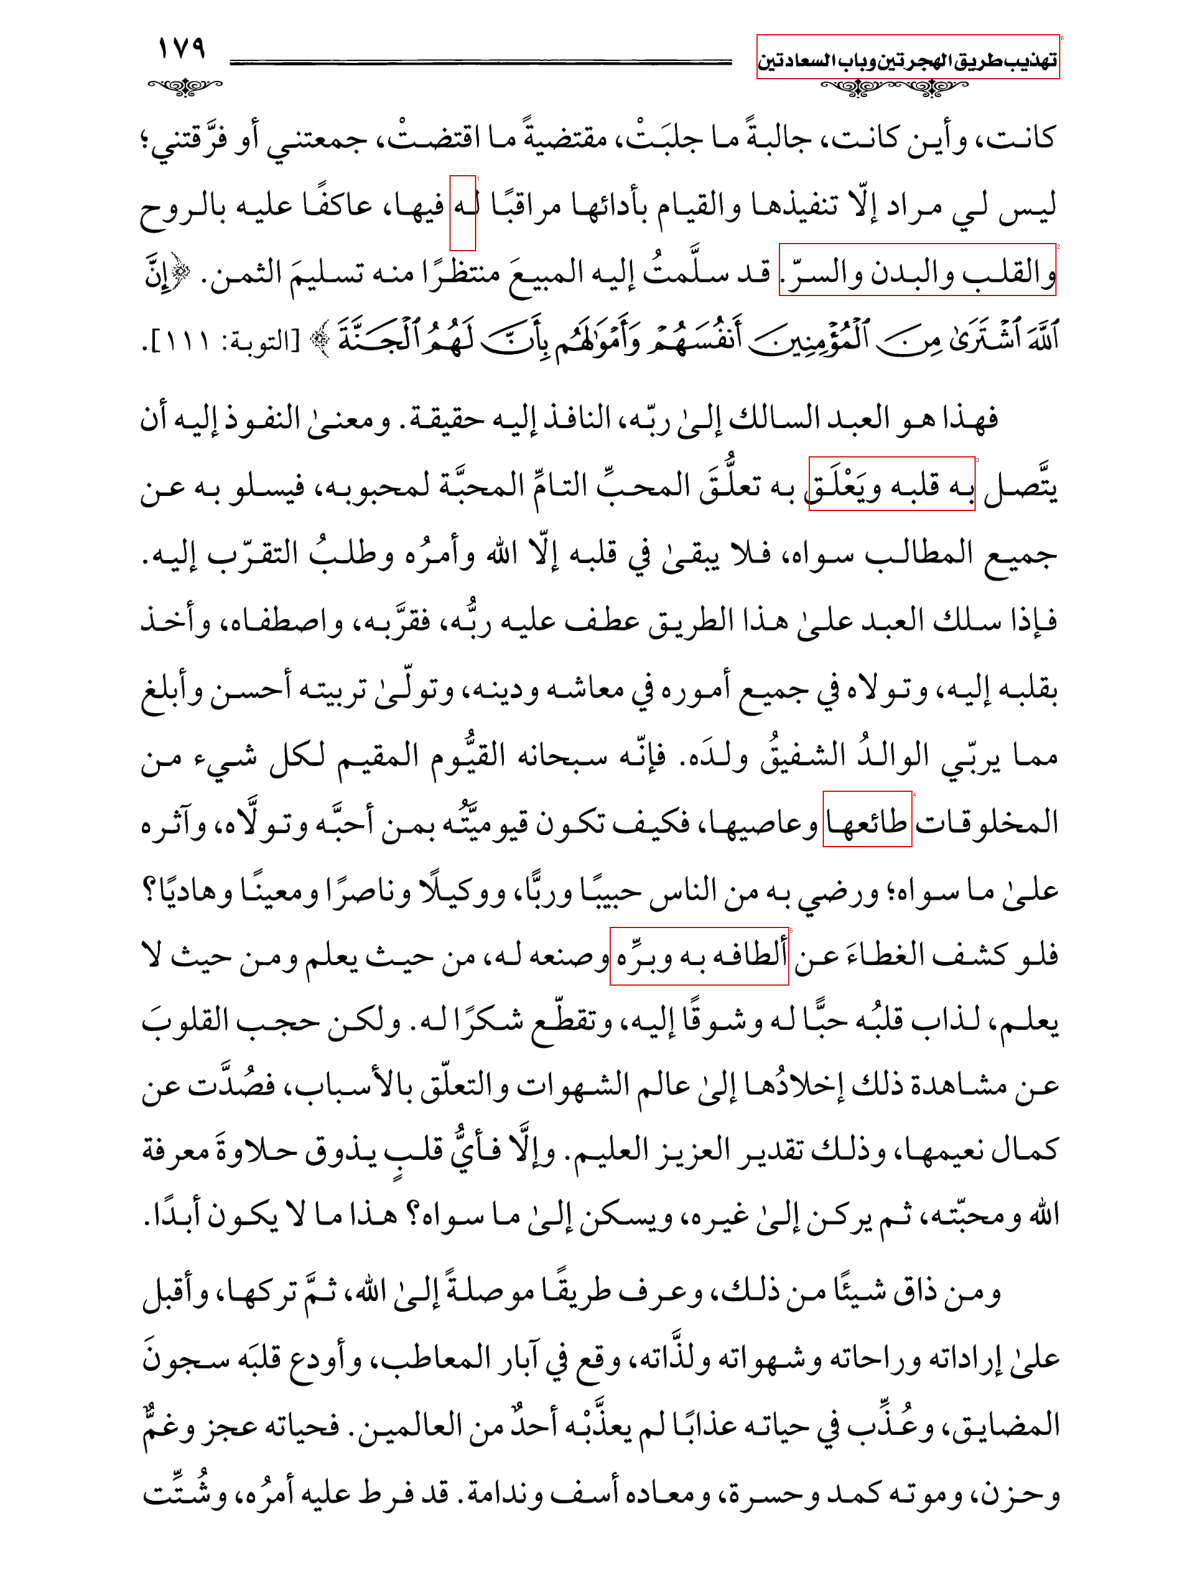 تهذيب طريق الهجرتين وباب السعادتين ١٧٩
كانت، وأين كانت، جالبةً ما جلبَتْ، مقتضيةً ما اقتضتْ، جمعتني أو فرَّقتني؛
ليس لي مراد إلّا تنفيذها والقيام بأدائها مراقبًا له فيها، عاكفًا عليه بالروح
والقلب والبدن والسرّ. قد سلَّمتُ إليه المبيعَ منتظرًا منه تسليمَ الثمن. ﴿إِنَّ
ٱللَّهَ ٱشْتَرَىٰ مِنَ ٱلْمُؤْمِنِينَ أَنفُسَهُمْ وَأَمْوَٰلَهُم بِأَنَّ لَهُمُ ٱلْجَنَّةَ﴾ [التوبة: ١١١].
فهذا هو العبد السالك إلىٰ ربّه، النافذ إليه حقيقة. ومعنىٰ النفوذ إليه أن
يتَّصل به قلبه ويَعْلَق به تعلُّقَ المحبِّ التامِّ المحبَّة لمحبوبه، فيسلو به عن
جميع المطالب سواه، فلا يبقىٰ في قلبه إلّا الله وأمرُه وطلبُ التقرّب إليه.
فإذا سلك العبد علىٰ هذا الطريق عطف عليه ربُّه، فقرَّبه، واصطفاه، وأخذ
بقلبه إليه، وتولاه في جميع أموره في معاشه ودينه، وتولّىٰ تربيته أحسن وأبلغ
مما يربّي الوالدُ الشفيقُ ولدَه. فإنّه سبحانه القيُّوم المقيم لكل شيء من
المخلوقات طائعها وعاصيها، فكيف تكون قيوميَّتُه بمن أحبَّه وتولَّاه، وآثره
علىٰ ما سواه؛ ورضي به من الناس حبيبًا وربًّا، ووكيلًا وناصرًا ومعينًا وهاديًا؟
فلو كشف الغطاءَ عن ألطافه به وبرِّه وصنعه له، من حيث يعلم ومن حيث لا
يعلم، لذاب قلبُه حبًّا له وشوقًا إليه، وتقطّع شكرًا له. ولكن حجب القلوبَ
عن مشاهدة ذلك إخلادُها إلىٰ عالم الشهوات والتعلّق بالأسباب، فصُدَّت عن
كمال نعيمها، وذلك تقدير العزيز العليم. وإلَّا فأيُّ قلبٍ يذوق حلاوةَ معرفة
الله ومحبّته، ثم يركن إلىٰ غيره، ويسكن إلىٰ ما سواه؟ هذا ما لا يكون أبدًا.
ومن ذاق شيئًا من ذلك، وعرف طريقًا موصلةً إلىٰ الله، ثمَّ تركها، وأقبل
علىٰ إراداته وراحاته وشهواته ولذَّاته، وقع في آبار المعاطب، وأودع قلبَه سجونَ
المضايق، وعُذِّب في حياته عذابًا لم يعذَّبْه أحدٌ من العالمين. فحياته عجز وغمٌّ
وحزن، وموته كمد وحسرة، ومعاده أسف وندامة. قد فرط عليه أمرُه، وشُتِّت